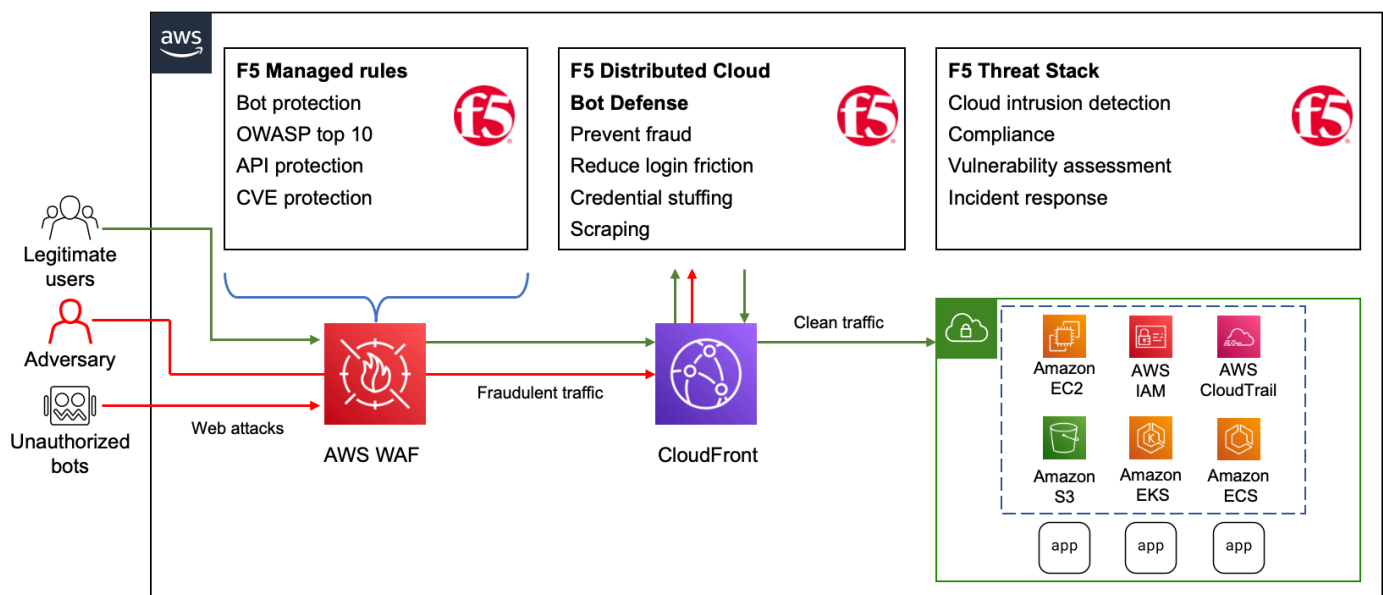 aws
F5 Managed rules
Bot protection
OWASP top 10
API protection
CVE protection
f5
F5 Distributed Cloud
Bot Defense
Prevent fraud
Reduce login friction
Credential stuffing
Scraping
f5
F5 Threat Stack
Cloud intrusion detection
Compliance
Vulnerability assessment
Incident response
f5
Legitimate
users
Adversary
Unauthorized
bots
Web attacks
AWS WAF
Fraudulent traffic
CloudFront
Clean traffic
Amazon
EC2
AWS
IAM
AWS
CloudTrail
Amazon
S3
K
Amazon
EKS
Amazon
ECS
app
app
app